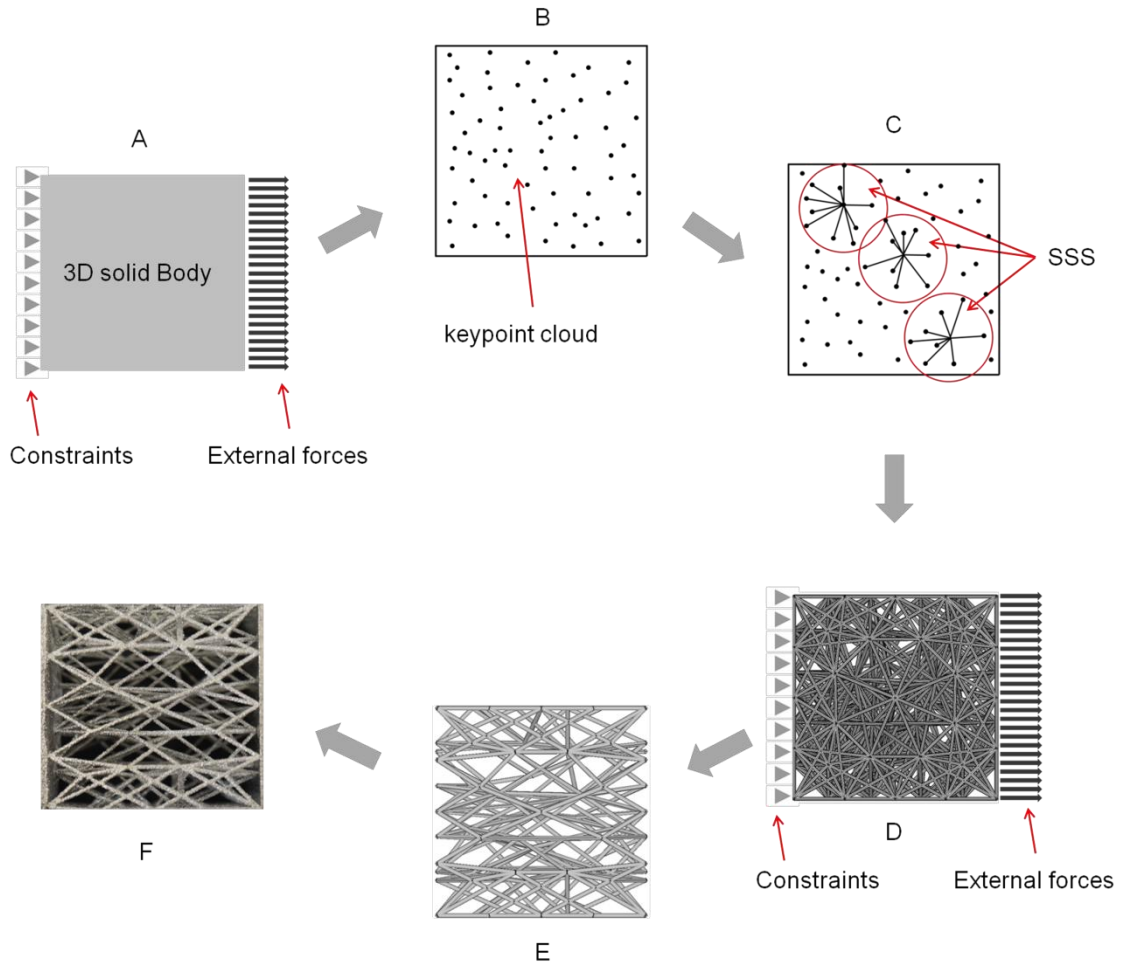 A
3D solid Body
Constraints
External forces
B
keypoint cloud
C
SSS
D
Constraints
External forces
E
F